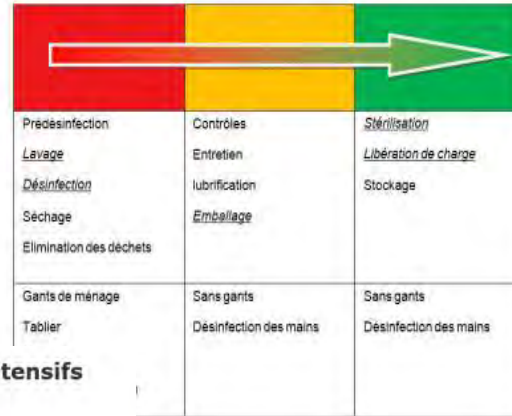 Prédésinfection
Lavage
Désinfection
Séchage
Elimination des déchets
Contrôles
Entretien
lubrification
Emballage
Stérilisation
Libération de charge
Stockage
Gants de ménage
Tablier
Sans gants
Désinfection des mains
Sans gants
Désinfection des mains
tensifs